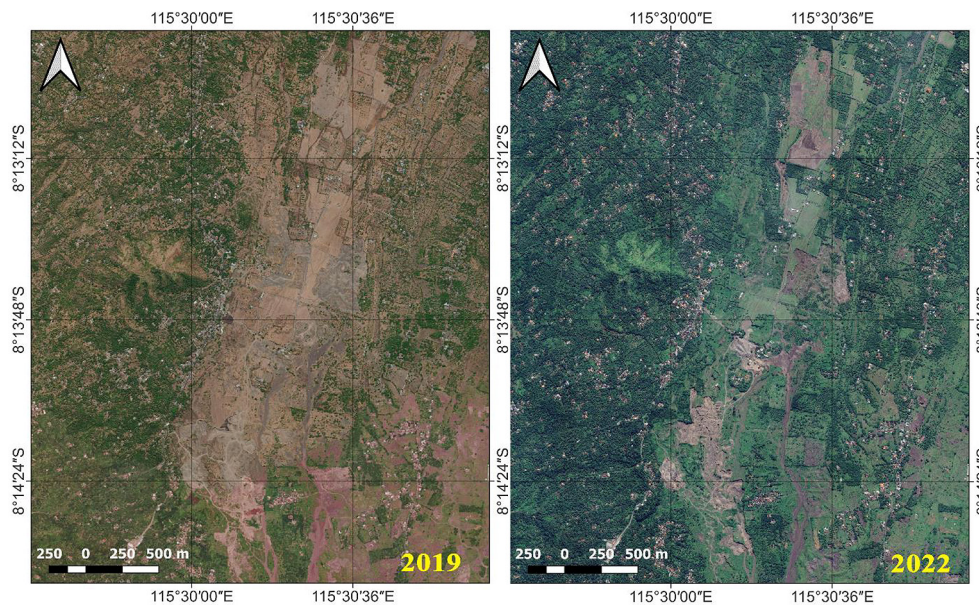 115°30′00″E 115°30′36″E 115°30′00″E 115°30′36″E
8°13′12″S 8°13′12″S
8°13′48″S 8°13′48″S
8°14′24″S 8°14′24″S
250 0 250 500 m 250 0 250 500 m
2019 2022
115°30′00″E 115°30′36″E 115°30′00″E 115°30′36″E